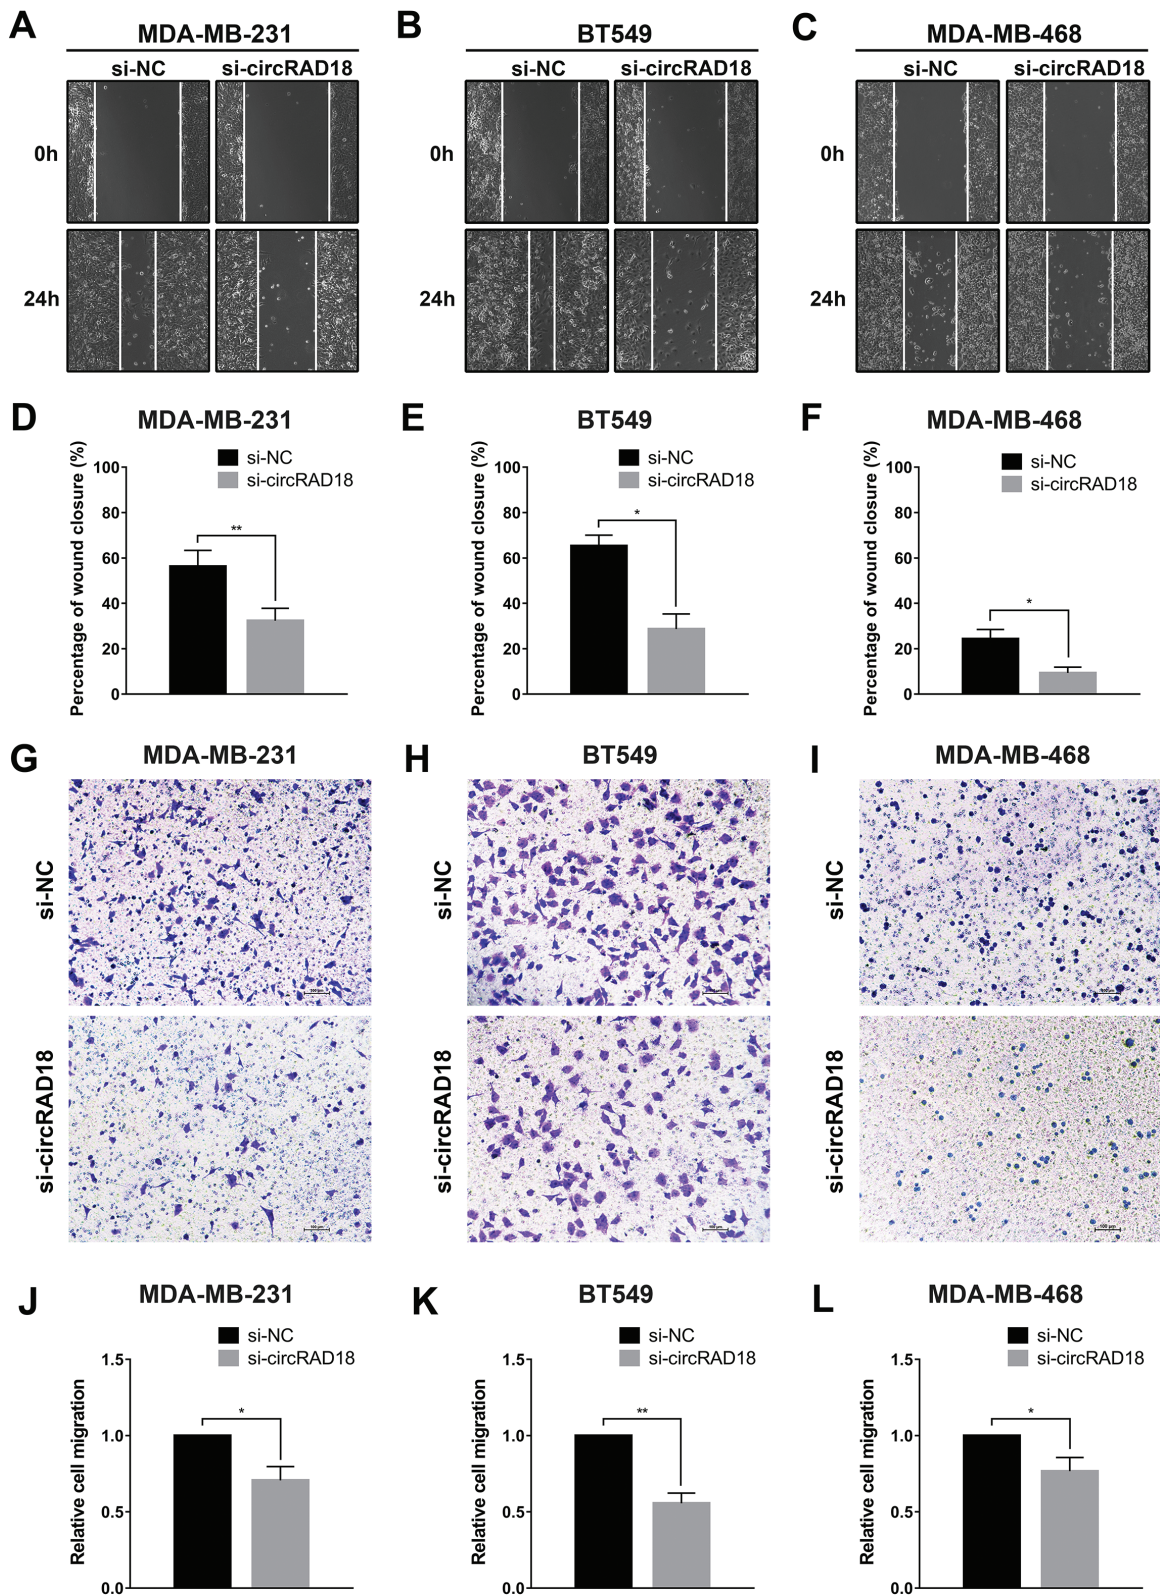 A MDA-MB-231
si-NC si-circRAD18
0h
24h
B BT549
si-NC si-circRAD18
0h
24h
C MDA-MB-468
si-NC si-circRAD18
0h
24h
D MDA-MB-231
si-NC
si-circRAD18
Percentage of wound closure (%)
100
80
60
40
20
0
**
E BT549
si-NC
si-circRAD18
Percentage of wound closure (%)
100
80
60
40
20
0
*
F MDA-MB-468
si-NC
si-circRAD18
Percentage of wound closure (%)
100
80
60
40
20
0
*
G MDA-MB-231
si-NC
si-circRAD18
100 µm
H BT549
si-NC
si-circRAD18
I MDA-MB-468
si-NC
si-circRAD18
100 µm
J MDA-MB-231
si-NC
si-circRAD18
Relative cell migration
1.5
1.0
0.5
0.0
*
K BT549
si-NC
si-circRAD18
Relative cell migration
1.5
1.0
0.5
0.0
**
L MDA-MB-468
si-NC
si-circRAD18
Relative cell migration
1.5
1.0
0.5
0.0
*